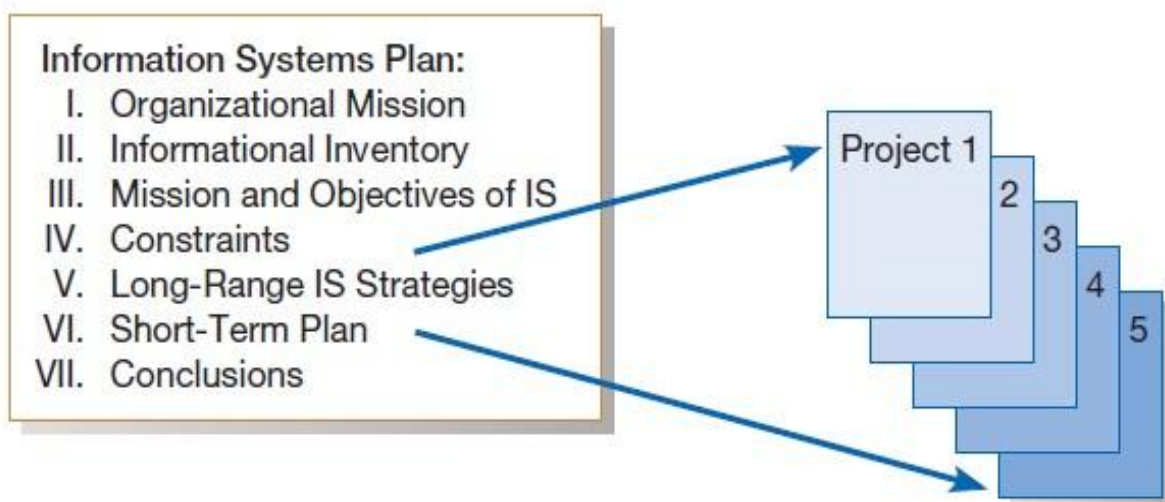 Information Systems Plan:
I. Organizational Mission
II. Informational Inventory
III. Mission and Objectives of IS
IV. Constraints
V. Long-Range IS Strategies
VI. Short-Term Plan
VII. Conclusions
Project 1
2
3
4
5